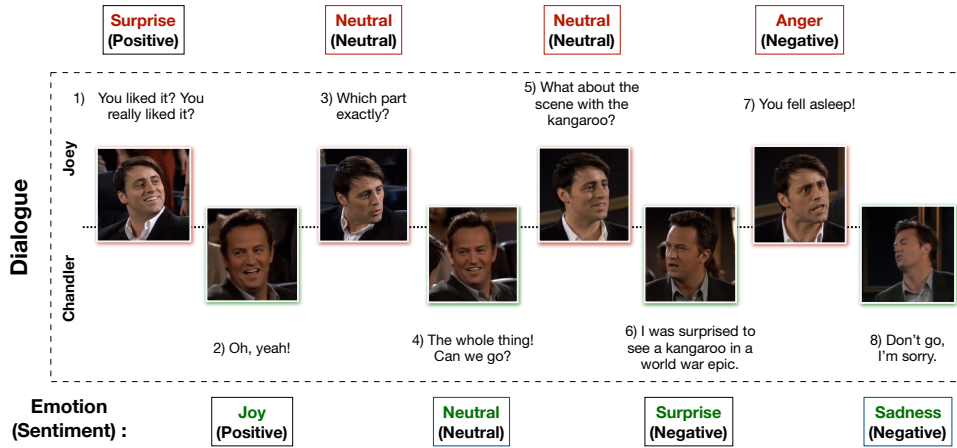 Surprise
(Positive)
Neutral
(Neutral)
Neutral
(Neutral)
Anger
(Negative)
Dialogue
Joey
Chandler
1) You liked it? You
really liked it?
3) Which part
exactly?
5) What about the
scene with the
kangaroo?
7) You fell asleep!
2) Oh, yeah!
4) The whole thing!
Can we go?
6) I was surprised to
see a kangaroo in a
world war epic.
8) Don’t go,
I’m sorry.
Emotion
(Sentiment) :
Joy
(Positive)
Neutral
(Neutral)
Surprise
(Negative)
Sadness
(Negative)